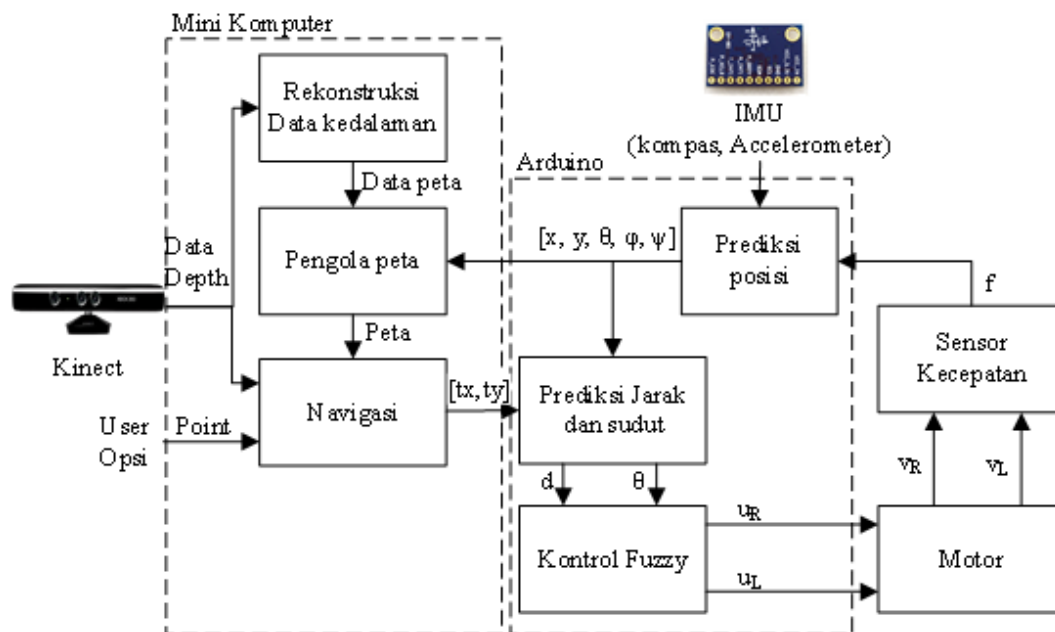 Mini Komputer
Rekonstruksi
Data kedalaman
Data peta
Pengola peta
Peta
Navigasi
Data
Depth
Kinect
User
Opsi
Point
[tx, ty]
IMU
(kompas, Accelerometer)
Arduino
Prediksi
posisi
[x, y, θ, φ, ψ]
Prediksi Jarak
dan sudut
d
θ
Kontrol Fuzzy
uR
uL
f
Sensor
Kecepatan
vR
vL
Motor